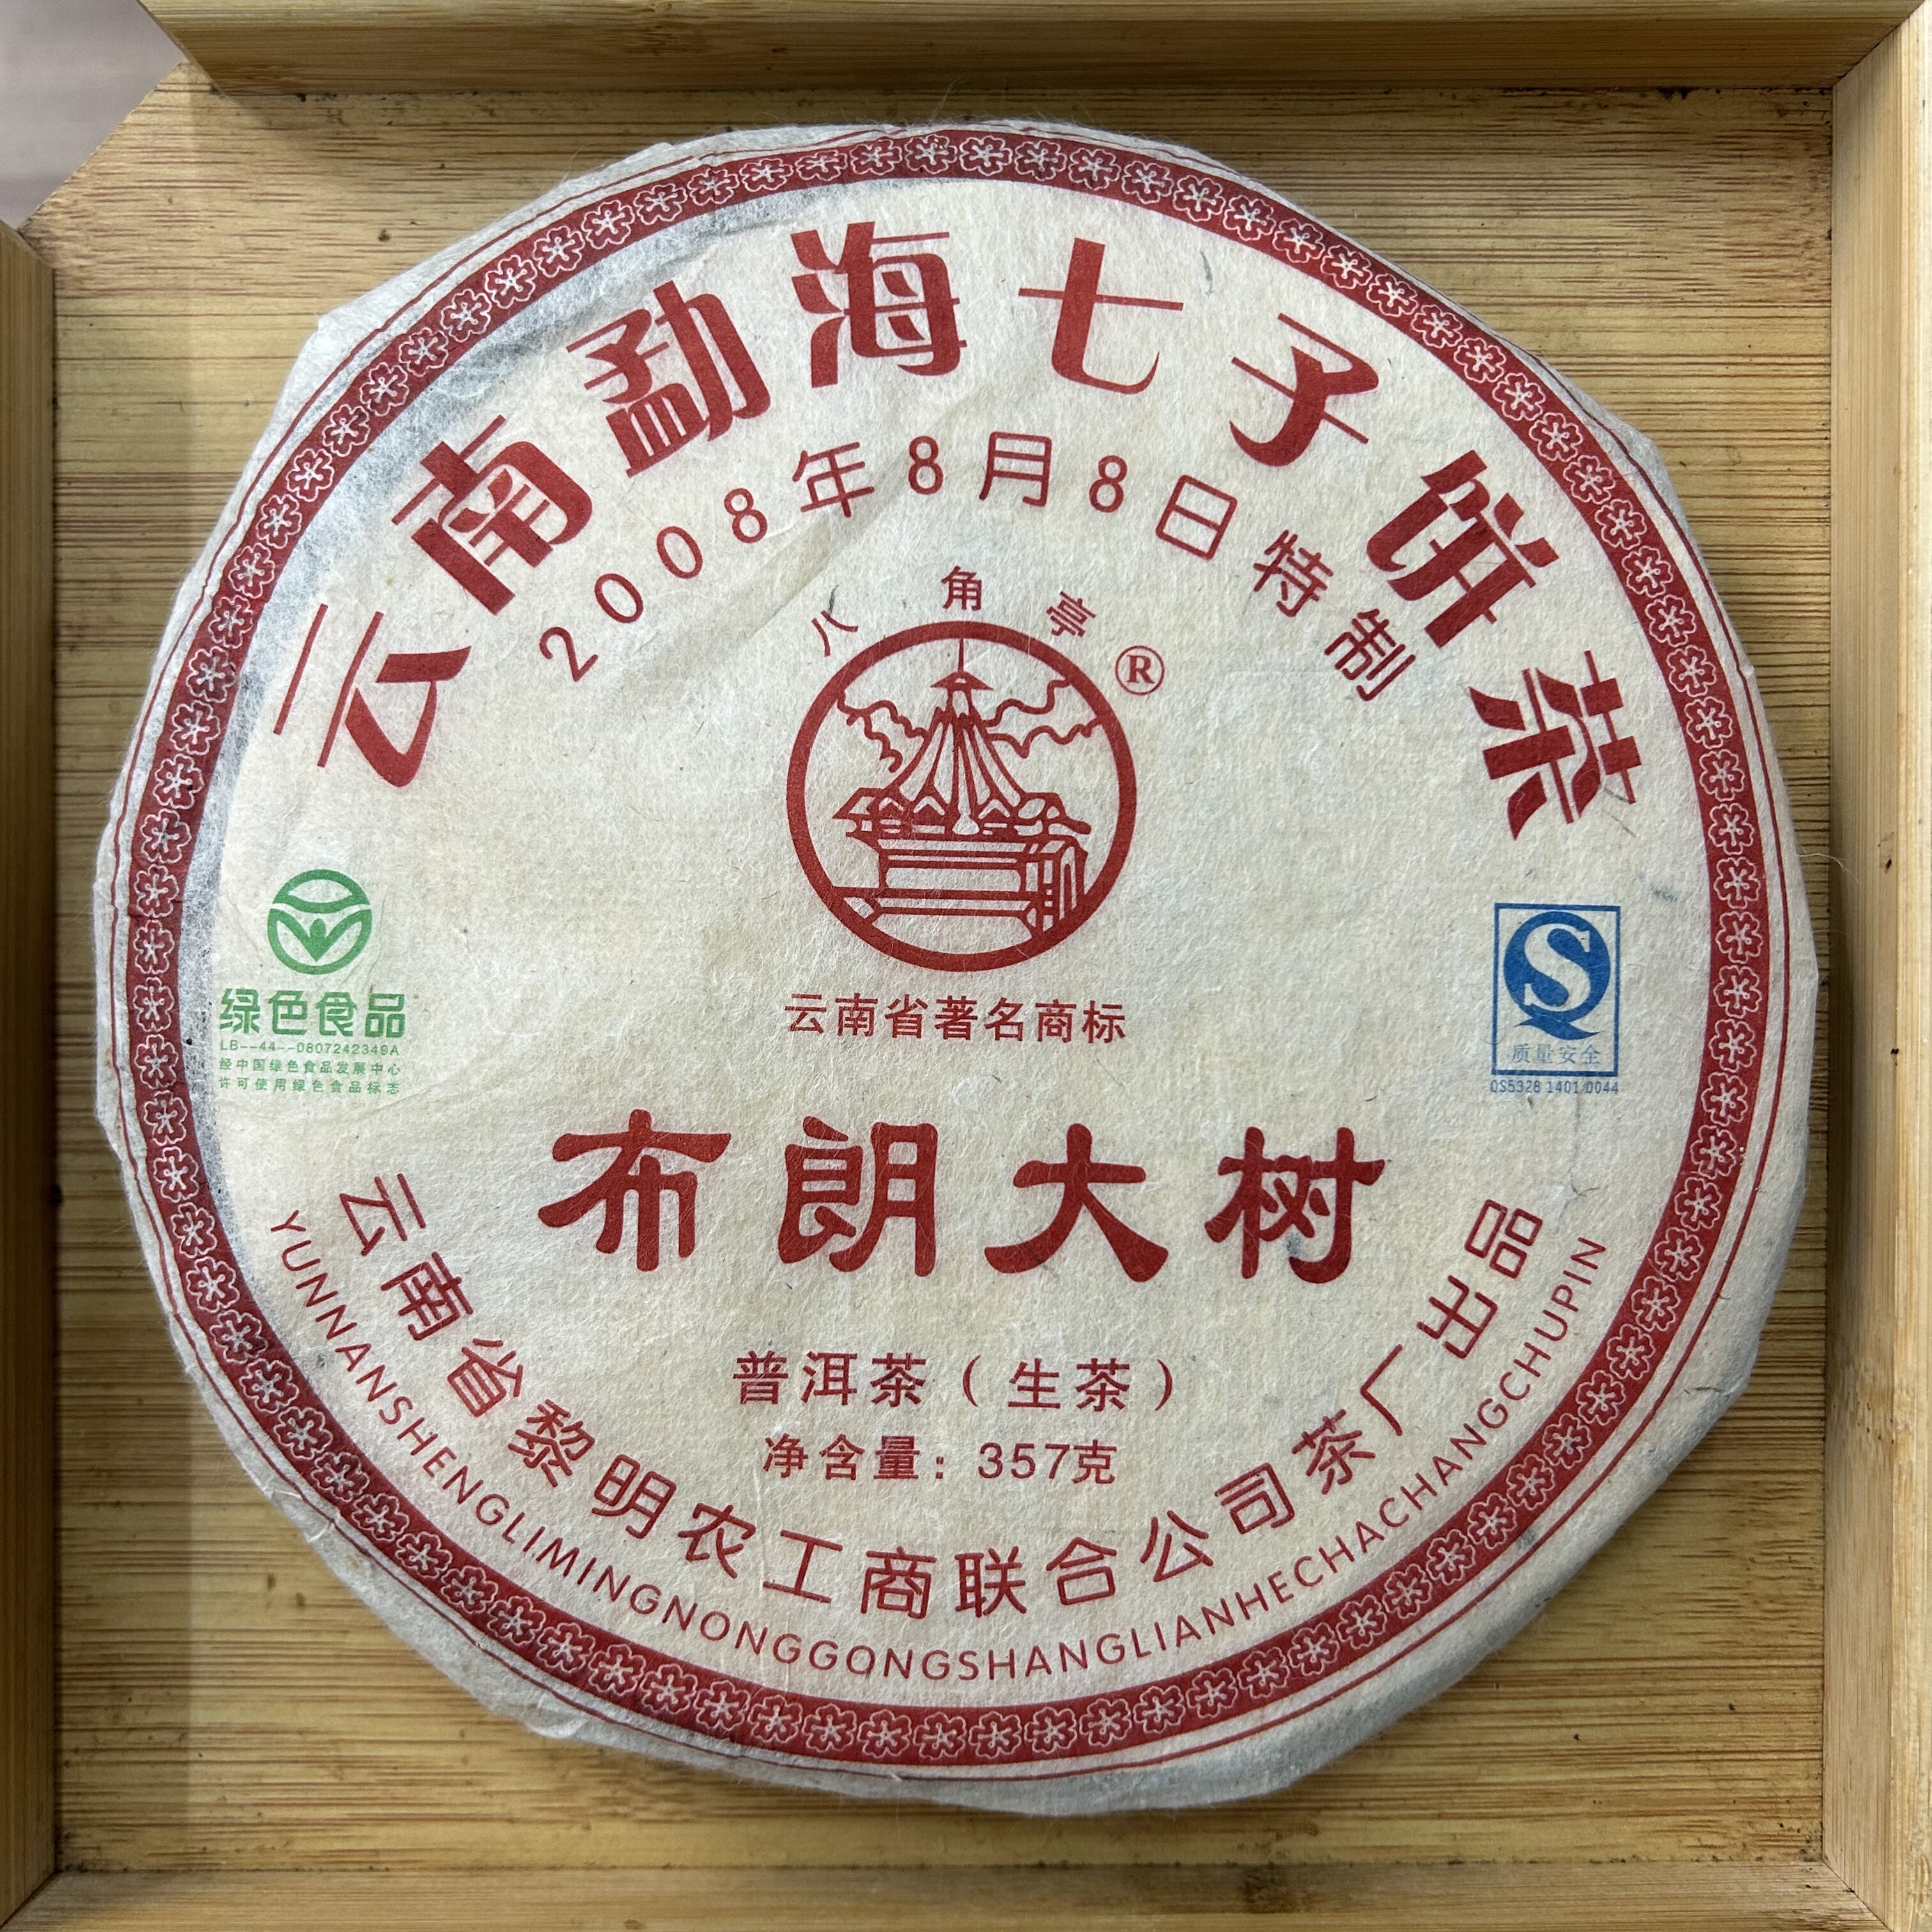 云南勐海七子饼茶
2008年8月8日特制
八角亭
®
云南省著名商标
绿色食品
LB--44--0807242349A
经中国绿色食品发展中心
许可使用绿色食品标志
QS
质量安全
QS5328 1401 0044
布朗大树
普洱茶（生茶）
净含量：357克
云南省黎明农工商联合公司茶厂出品
YUNNANSHENGLIMINGNONGGONGSHANGLIANHECHACHANGCHUPIN